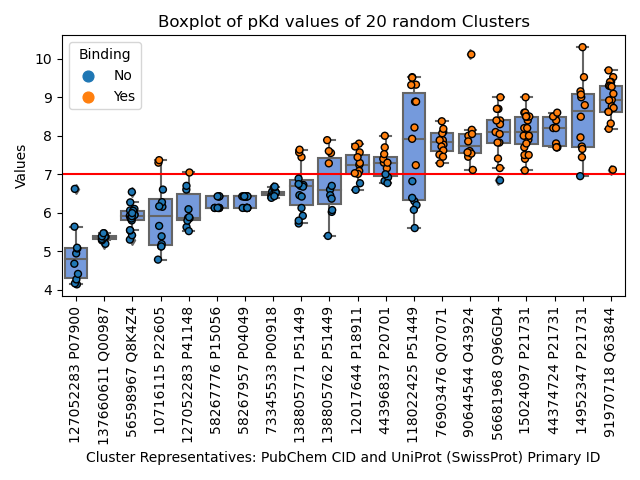 Boxplot of pKd values of 20 random Clusters
Binding
No
Yes
Values
10
9
8
7
6
5
4
127052283 P07900
137660611 Q00987
56598967 Q8K4Z4
10716115 P22605
127052283 P41148
58267776 P15056
58267957 P04049
73345533 P00918
138805771 P51449
138805762 P51449
12017644 P18911
44396837 P20701
118022425 P51449
76903476 Q07071
90644544 O43924
56681968 Q96GD4
15024097 P21731
44374724 P21731
14952347 P21731
91970718 Q63844
Cluster Representatives: PubChem CID and UniProt (SwissProt) Primary ID